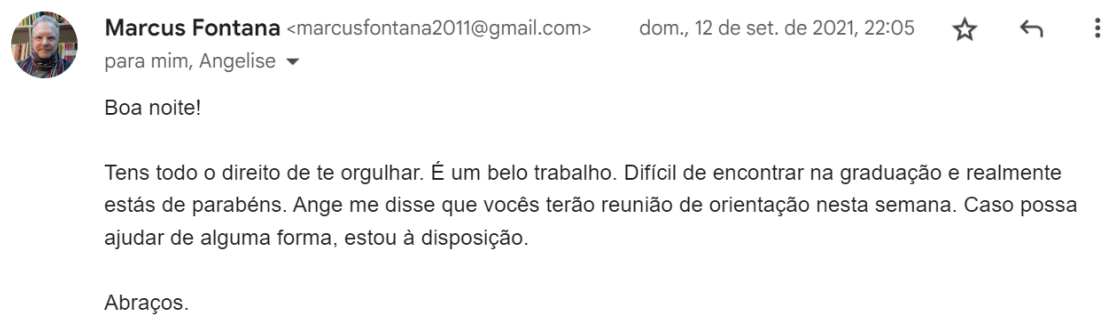 Marcus Fontana <marcusfontana2011@gmail.com> dom., 12 de set. de 2021, 22:05
para mim, Angelise
Boa noite!
Tens todo o direito de te orgulhar. É um belo trabalho. Difícil de encontrar na graduação e realmente
estás de parabéns. Ange me disse que vocês terão reunião de orientação nesta semana. Caso possa
ajudar de alguma forma, estou à disposição.
Abraços.